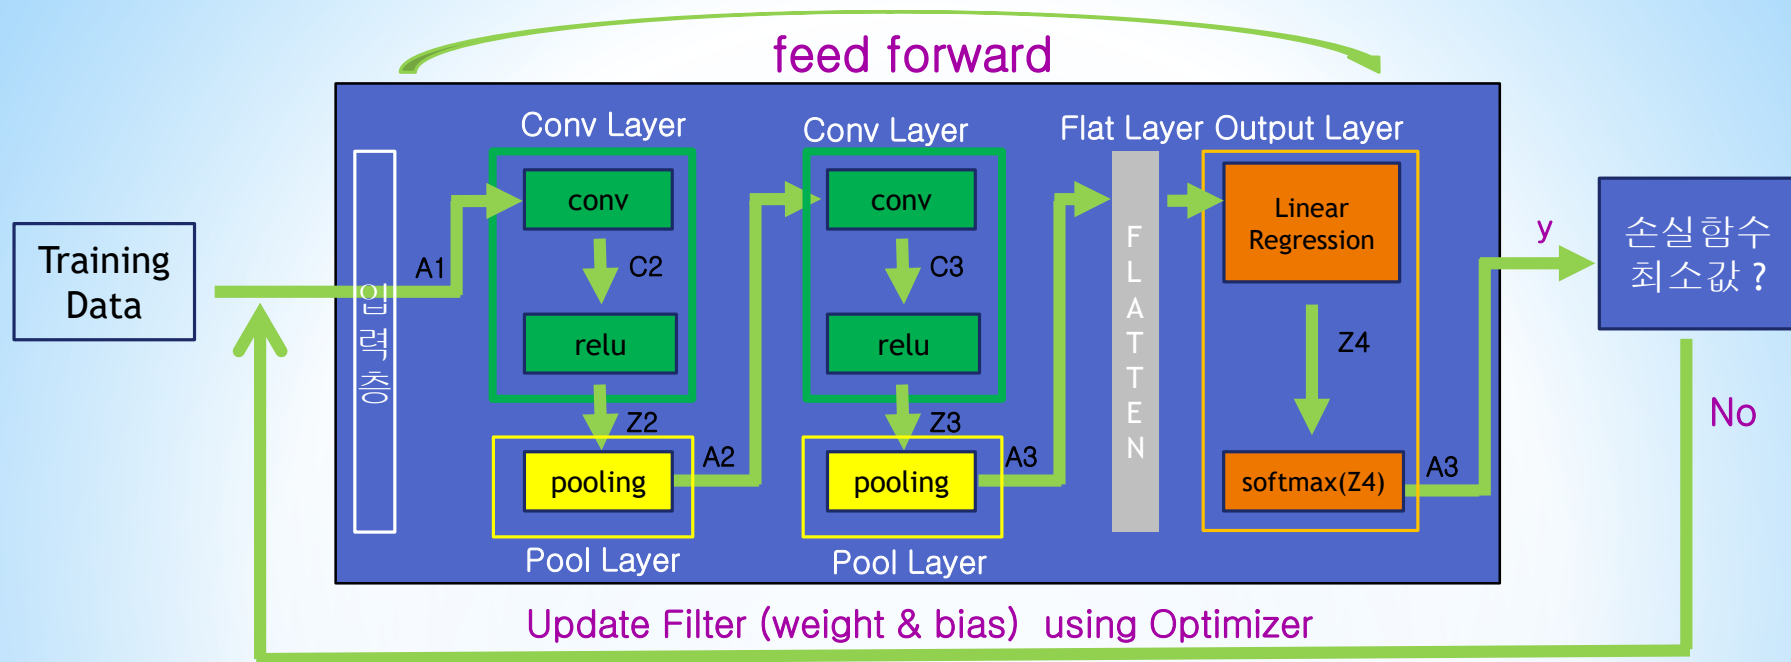 feed forward
Conv Layer
Conv Layer
Flat Layer
Output Layer
Training
Data
A1
입력층
conv
C2
relu
Z2
pooling
A2
Pool Layer
conv
C3
relu
Z3
pooling
A3
Pool Layer
FLATTEN
Linear
Regression
Z4
softmax(Z4)
A3
y
손실함수
최소값 ?
No
Update Filter (weight & bias) using Optimizer